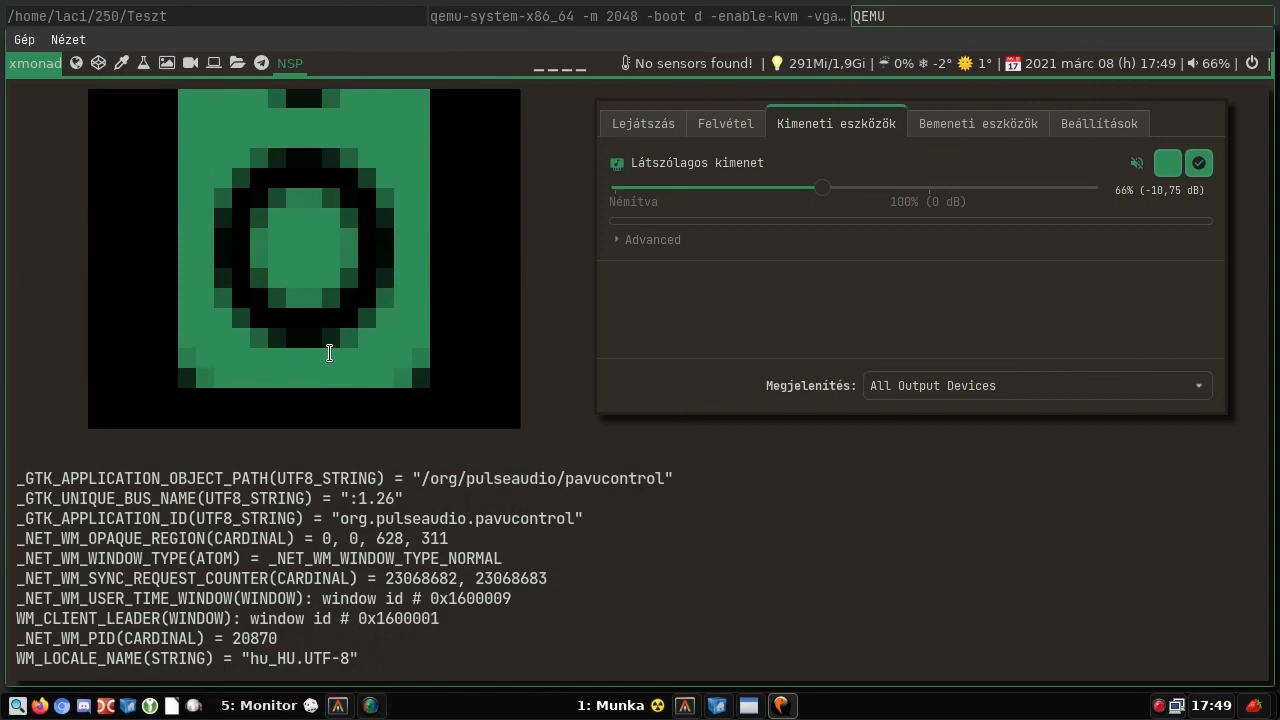 /home/laci/250/Teszt
qemu-system-x86_64 -m 2048 -boot d -enable-kvm -vga…
QEMU
Gép Nézet
xmonad NSP No sensors found! | 291Mi/1,9Gi | 0% -2° 1° | 2021 márc 08 (h) 17:49 | 66% | |
Lejátszás Felvétel Kimeneti eszközök Bemeneti eszközök Beállítások
Látszólagos kimenet
66% (-10,75 dB)
Némítva 100% (0 dB)
Advanced
Megjelenítés: All Output Devices
_GTK_APPLICATION_OBJECT_PATH(UTF8_STRING) = "/org/pulseaudio/pavucontrol"
_GTK_UNIQUE_BUS_NAME(UTF8_STRING) = ":1.26"
_GTK_APPLICATION_ID(UTF8_STRING) = "org.pulseaudio.pavucontrol"
_NET_WM_OPAQUE_REGION(CARDINAL) = 0, 0, 628, 311
_NET_WM_WINDOW_TYPE(ATOM) = _NET_WM_WINDOW_TYPE_NORMAL
_NET_WM_SYNC_REQUEST_COUNTER(CARDINAL) = 23068682, 23068683
_NET_WM_USER_TIME_WINDOW(WINDOW): window id # 0x1600009
WM_CLIENT_LEADER(WINDOW): window id # 0x1600001
_NET_WM_PID(CARDINAL) = 20870
WM_LOCALE_NAME(STRING) = "hu_HU.UTF-8"
5: Monitor 1: Munka 17:49